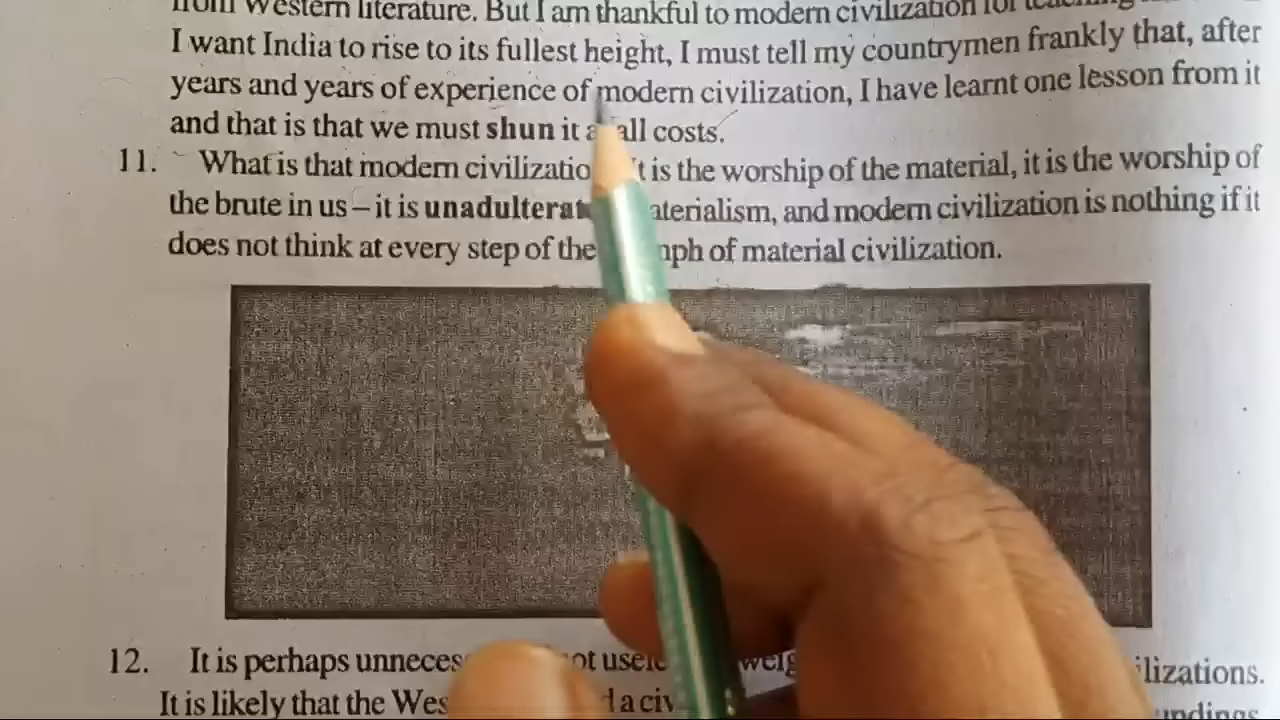 from Western literature. But I am thankful to modern civilization for
I want India to rise to its fullest height, I must tell my countrymen frankly that, after
years and years of experience of modern civilization, I have learnt one lesson from it
and that is that we must shun it all costs.
11. What is that modern civilization It is the worship of the material, it is the worship of
the brute in us – it is materialism, and modern civilization is nothing if it
does not think at every step of the of material civilization.
12. It is perhaps
It is likely that the